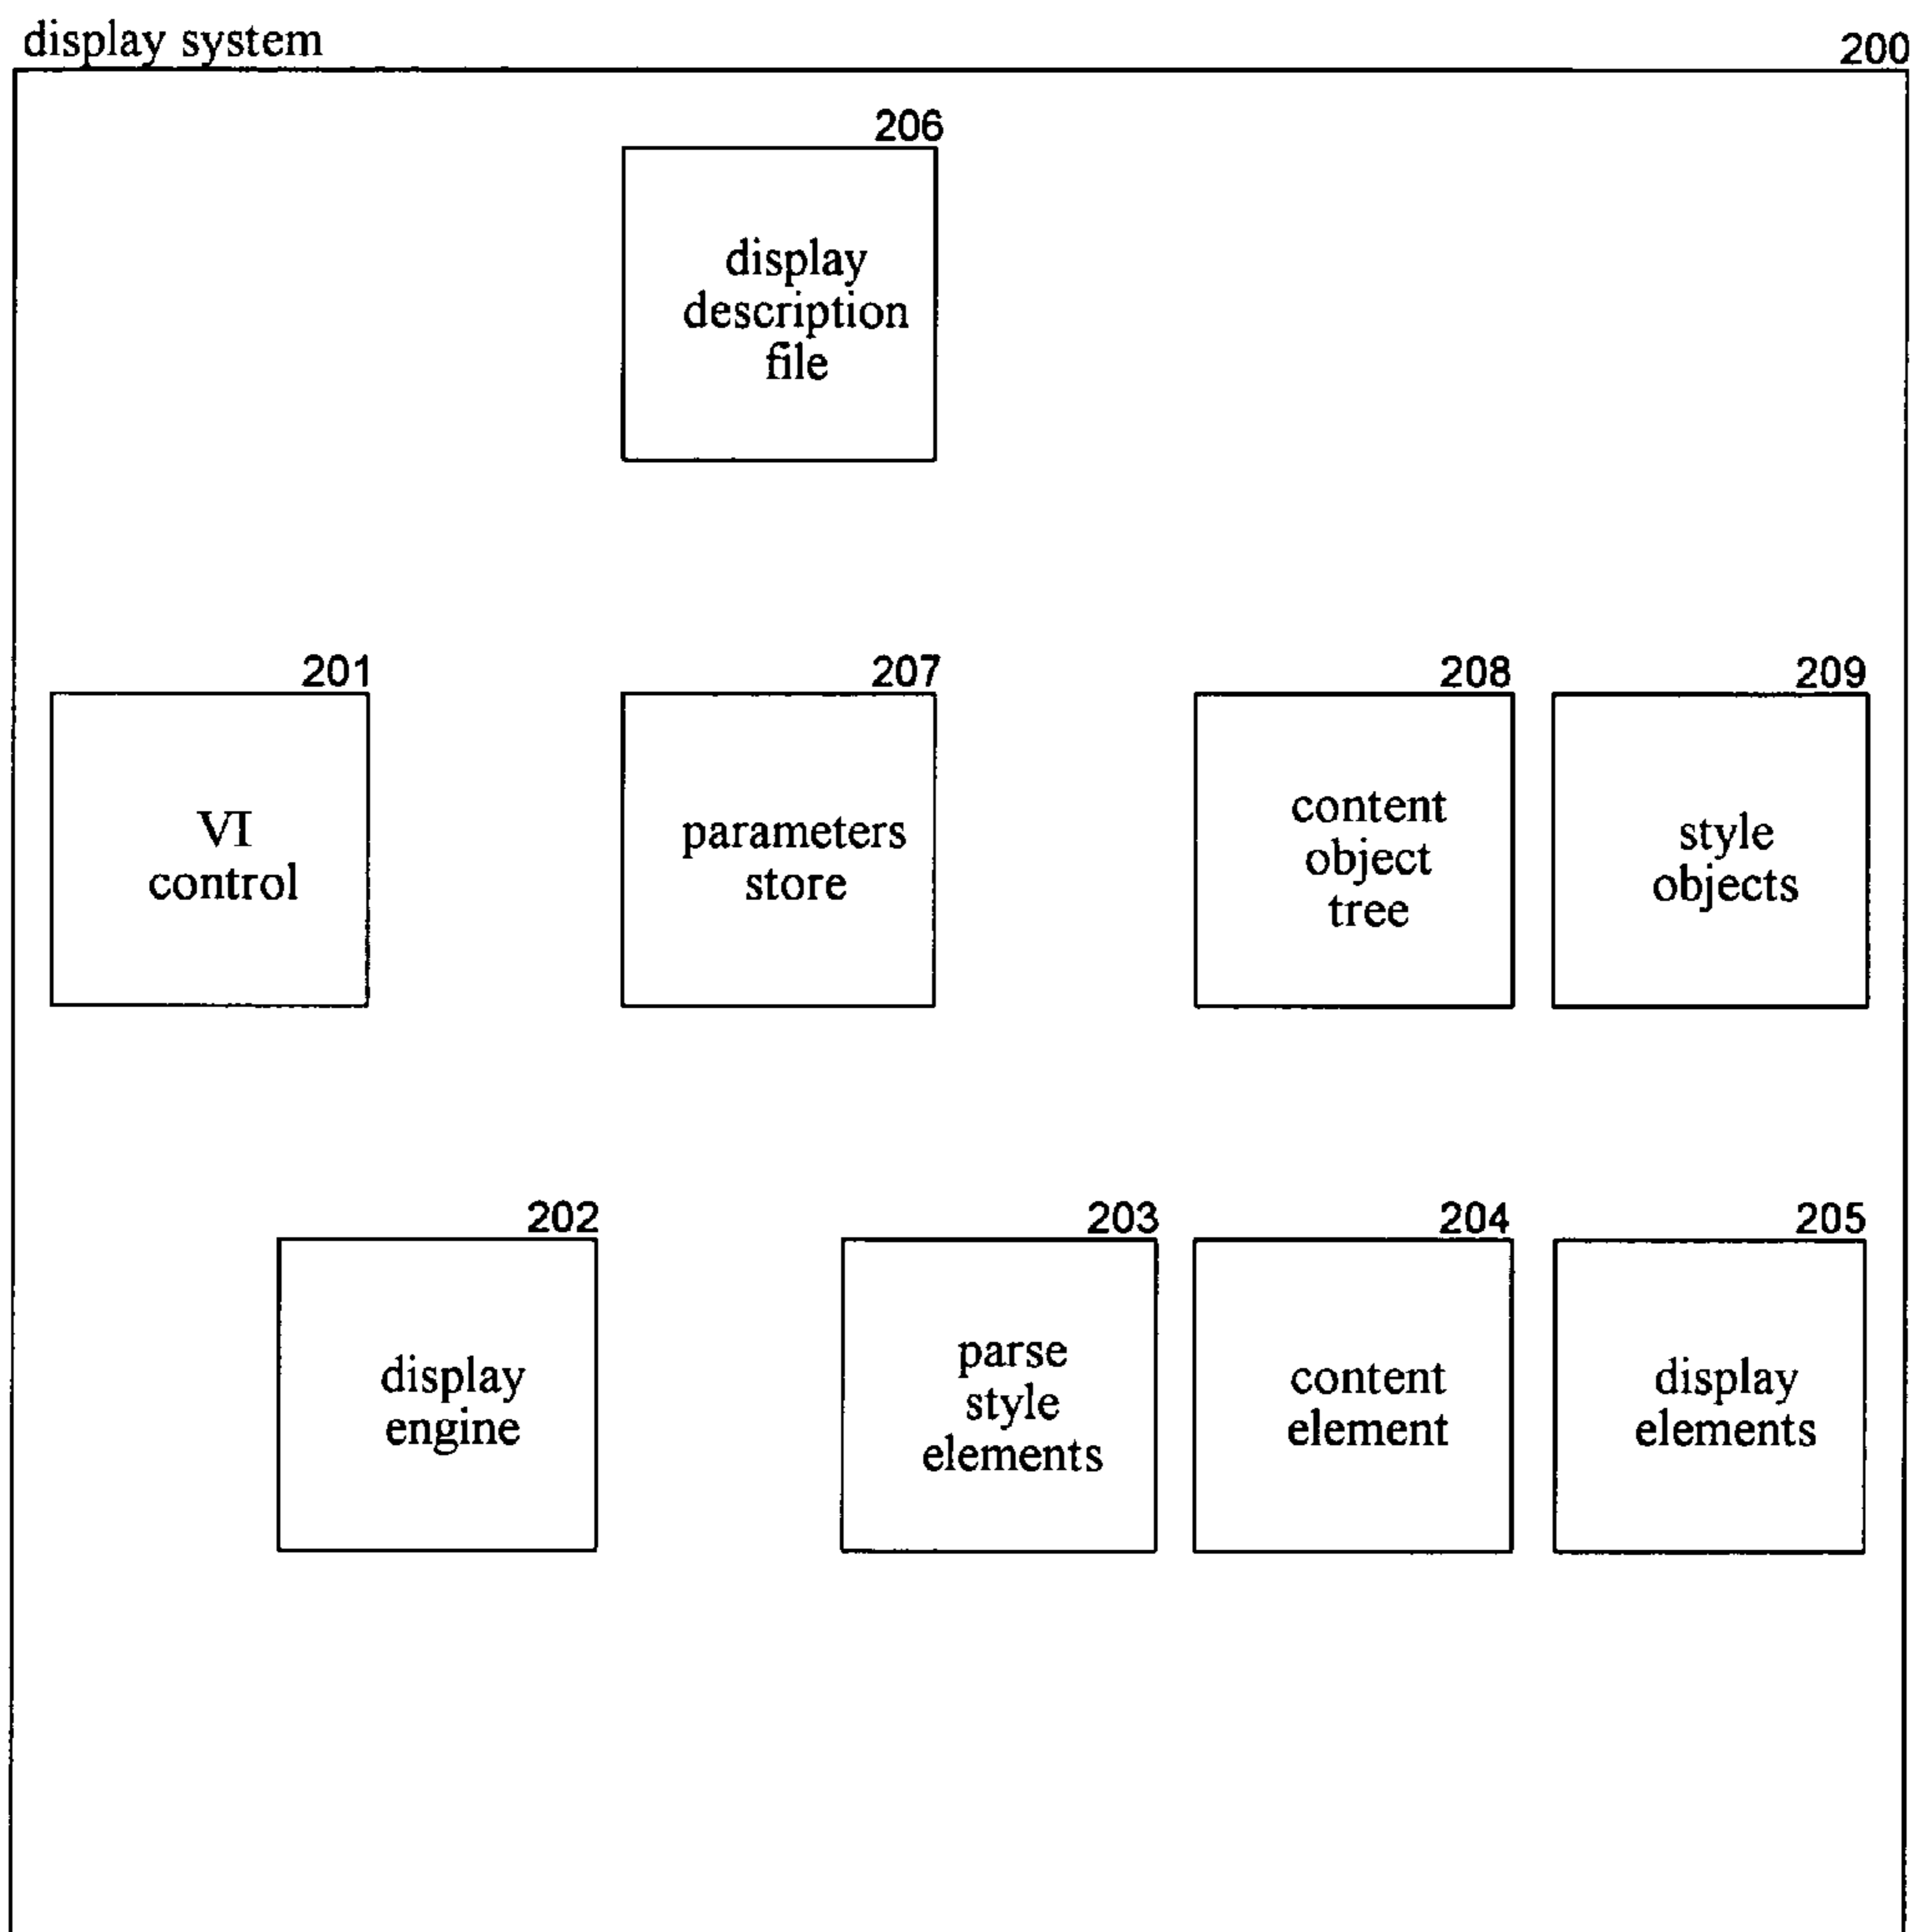 display system 200
206
display
description
file
201
VI
control
207
parameters
store
208
content
object
tree
209
style
objects
202
display
engine
203
parse
style
elements
204
content
element
205
display
elements